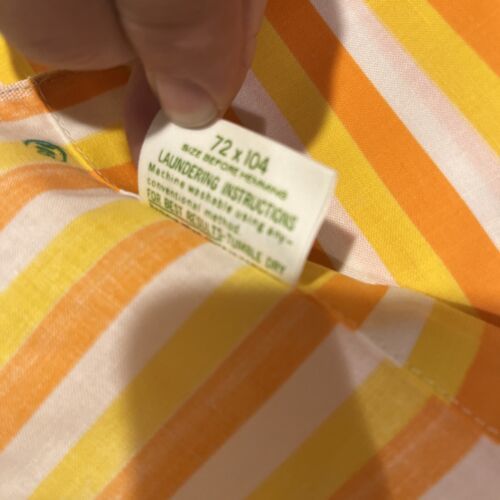 72 x 104
SIZE BEFORE HEMMING
LAUNDERING INSTRUCTIONS
Machine washable using any
conventional method.
FOR BEST RESULTS-TUMBLE DRY